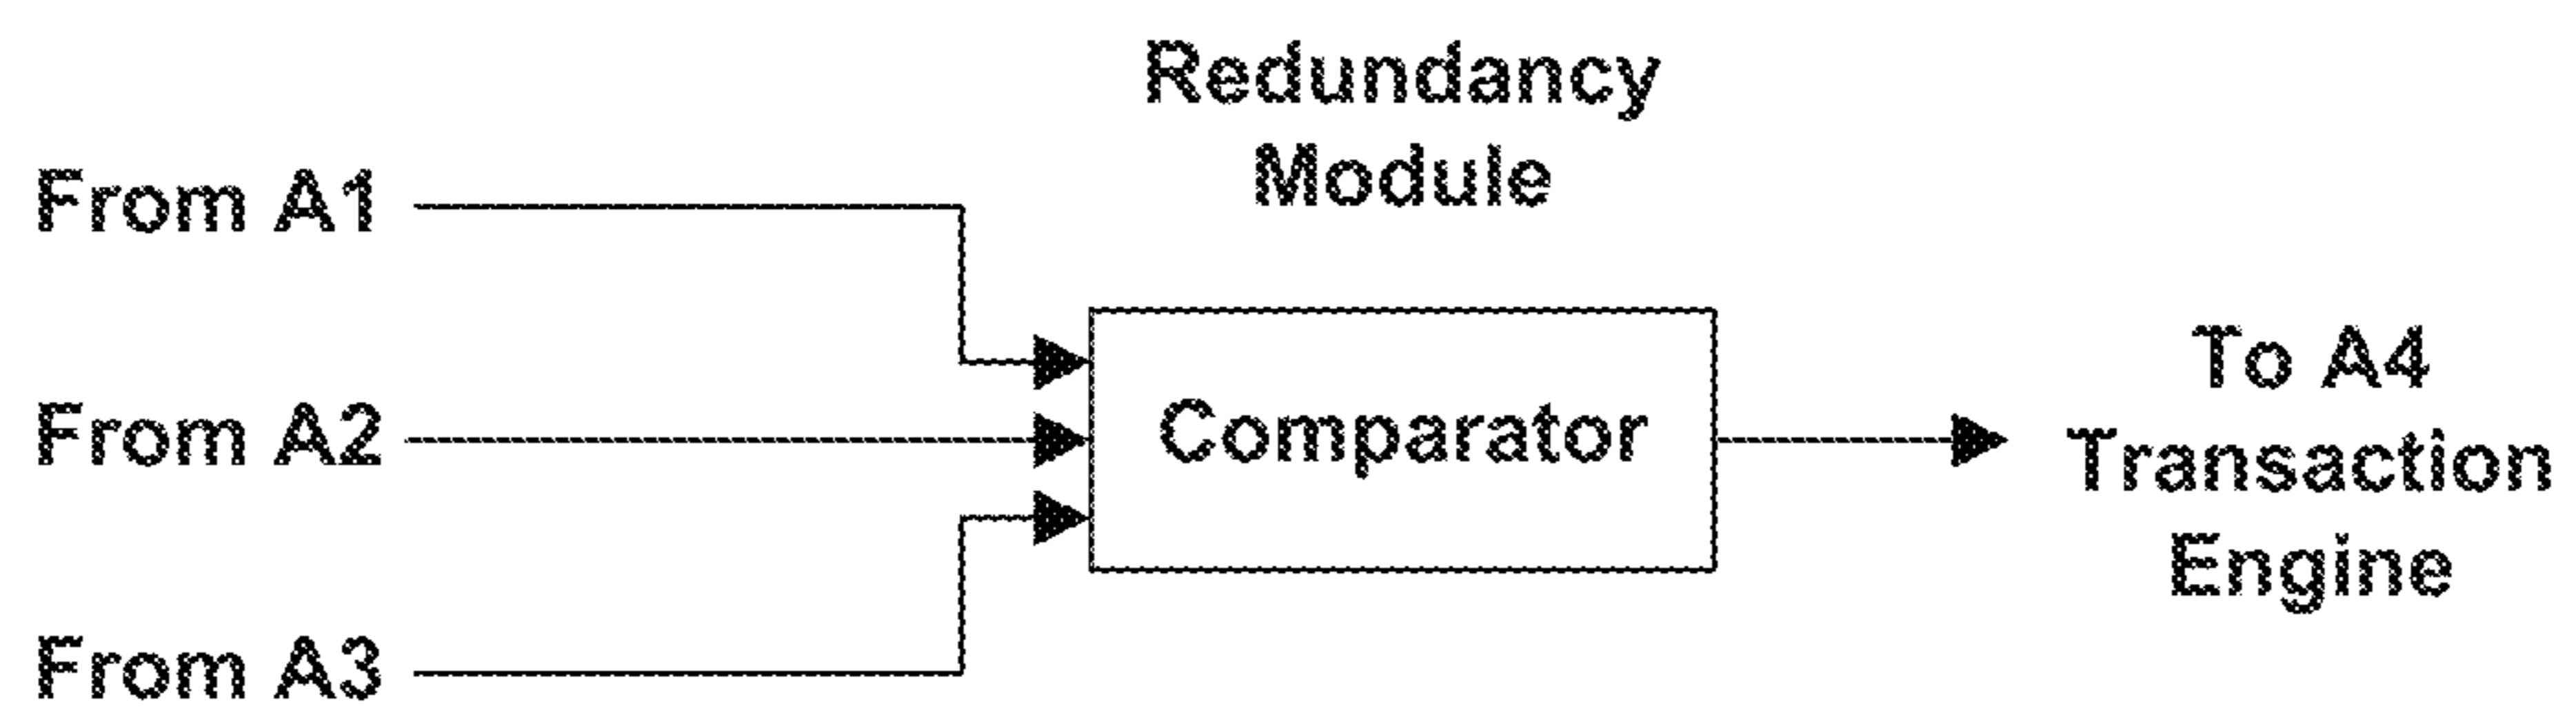 Redundancy
Module
From A1
From A2
From A3
Comparator
To A4
Transaction
Engine